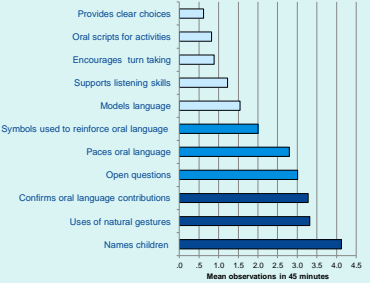 Provides clear choices
Oral scripts for activities
Encourages turn taking
Supports listening skills
Models language
Symbols used to reinforce oral language
Paces oral language
Open questions
Confirms oral language contributions
Uses of natural gestures
Names children
.0 .5 1.0 1.5 2.0 2.5 3.0 3.5 4.0 4.5
Mean observations in 45 minutes